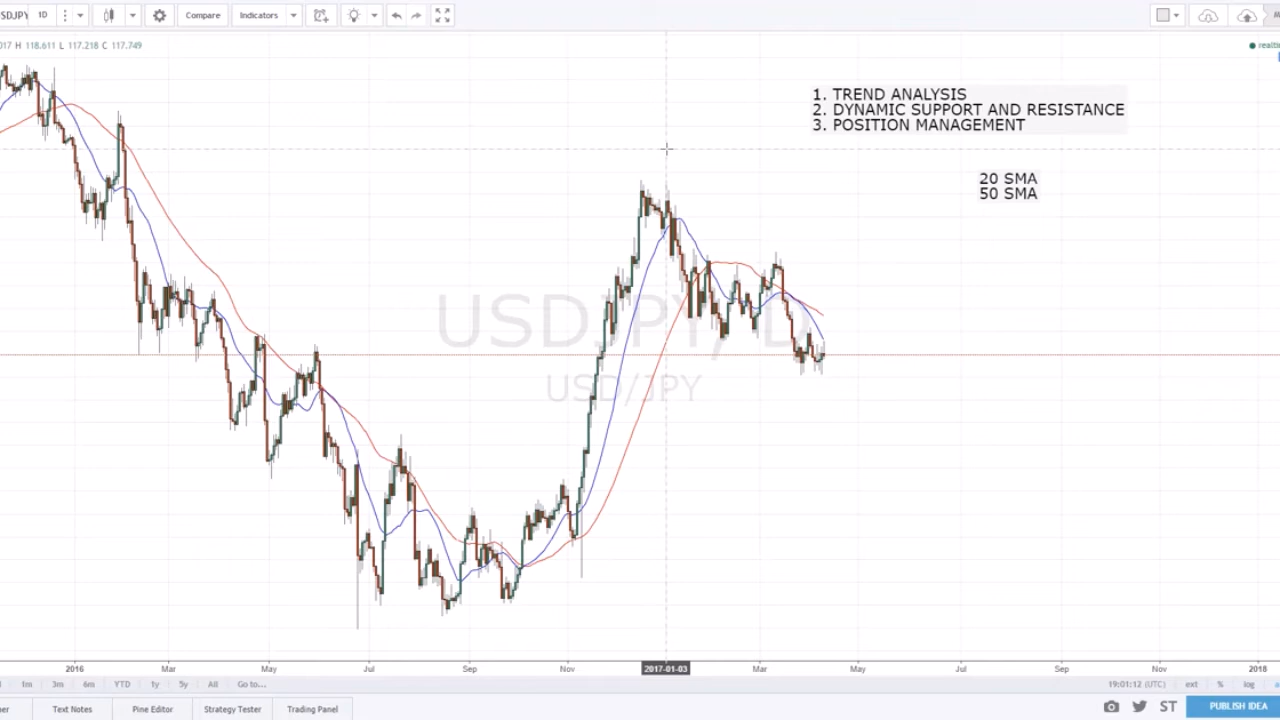 SDJPY 1D Compare Indicators
017 H 118.611 L 117.218 C 117.749
realti
1. TREND ANALYSIS
2. DYNAMIC SUPPORT AND RESISTANCE
3. POSITION MANAGEMENT
20 SMA
50 SMA
USDJPY, D
USD/JPY
2016 Mar May Jul Sep Nov 2017-01-03 Mar May Jul Sep Nov 2018
1m 3m 6m YTD 1y 5y All Go to... 19:01:12 (UTC) ext % log
er Text Notes Pine Editor Strategy Tester Trading Panel ST PUBLISH IDEA